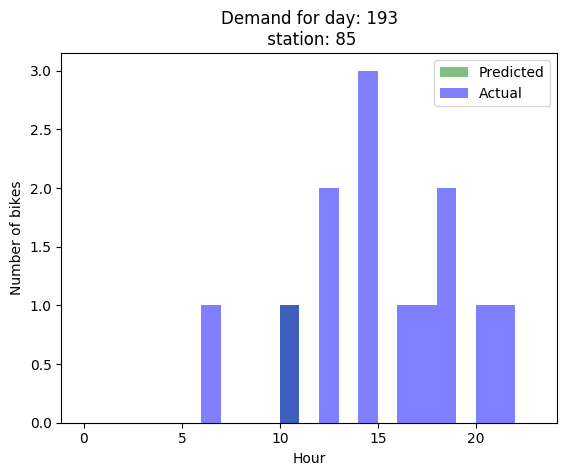 Demand for day: 193
station: 85
Predicted
Actual
Number of bikes
3.0
2.5
2.0
1.5
1.0
0.5
0.0
0 5 10 15 20
Hour